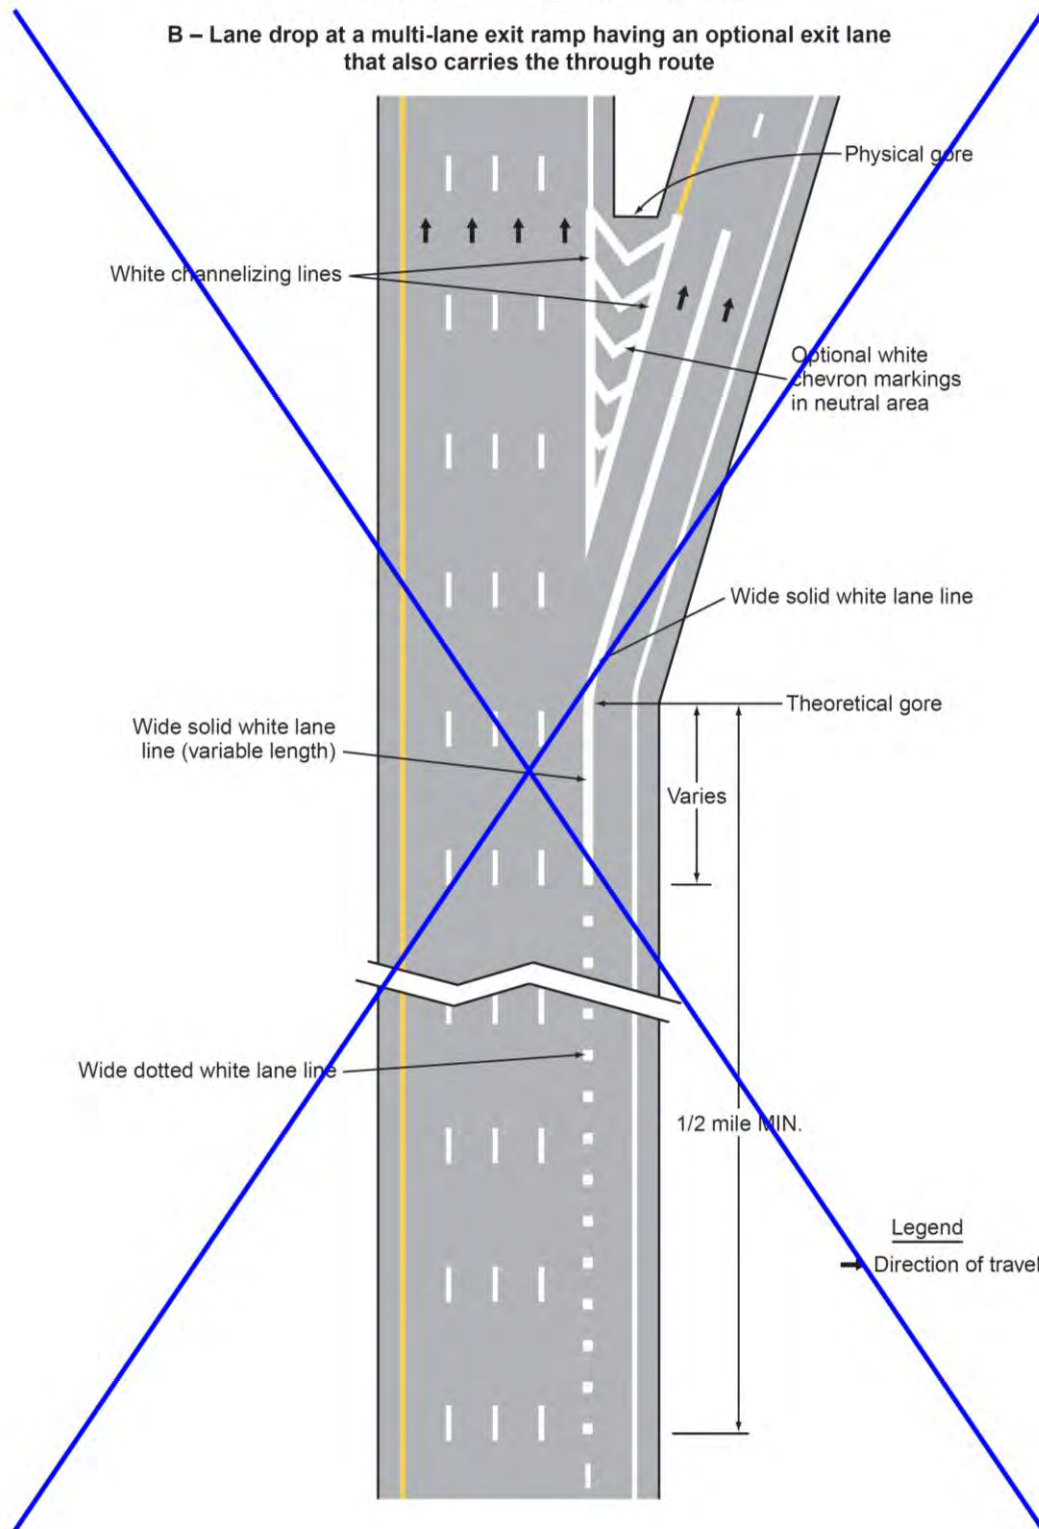 B – Lane drop at a multi-lane exit ramp having an optional exit lane
that also carries the through route
Physical gore
White channelizing lines
Optional white
chevron markings
in neutral area
Wide solid white lane line
Theoretical gore
Wide solid white lane
line (variable length)
Varies
Wide dotted white lane line
1/2 mile MIN.
Legend
Direction of travel